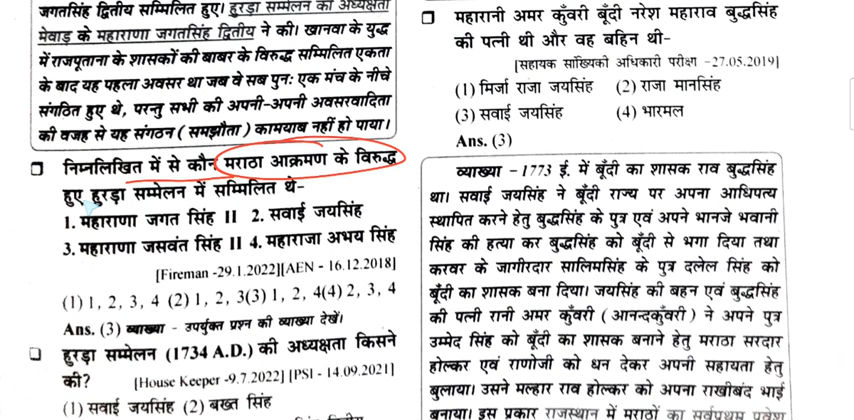 जगतसिंह द्वितीय सम्मिलित हुए। हुरड़ा सम्मेलन की अध्यक्षता
मेवाड़ के महाराणा जगतसिंह द्वितीय ने की। खानवा के युद्ध
में राजपूताना के शासकों की बाबर के विरुद्ध सम्मिलित एकता
के बाद यह पहला अवसर था जब वे सब पुनः एक मंच के नीचे
संगठित हुए थे, परन्तु सभी की अपनी-अपनी अवसरवादिता
की वजह से यह संगठन (समझौता) कामयाब नहीं हो पाया।
निम्नलिखित में से कौन मराठा आक्रमण के विरुद्ध
हुए हुरड़ा सम्मेलन में सम्मिलित थे-
1. महाराणा जगत सिंह II 2. सवाई जयसिंह
3. महाराणा जसवंत सिंह II 4. महाराजा अभय सिंह
[Fireman -29.1.2022][AEN - 16.12.2018]
(1) 1, 2, 3, 4 (2) 1, 2, 3(3) 1, 2, 4(4) 2, 3, 4
Ans. (3) व्याख्या - उपर्युक्त प्रश्न की व्याख्या देखें।
हुरड़ा सम्मेलन (1734 A.D.) की अध्यक्षता किसने
की? [House Keeper -9.7.2022] [PSI - 14.09.2021]
(1) सवाई जयसिंह (2) बख्त सिंह
महारानी अमर कुँवरी बूँदी नरेश महाराव बुद्धसिंह
की पत्नी थी और वह बहिन थी-
[सहायक सांख्यिकी अधिकारी परीक्षा -27.05.2019]
(1) मिर्जा राजा जयसिंह (2) राजा मानसिंह
(3) सवाई जयसिंह (4) भारमल
Ans. (3)
व्याख्या - 1773 ई. में बूँदी का शासक राव बुद्धसिंह
था। सवाई जयसिंह ने बूँदी राज्य पर अपना आधिपत्य
स्थापित करने हेतु बुद्धसिंह के पुत्र एवं अपने भानजे भवानी
सिंह की हत्या कर बुद्धसिंह को बूँदी से भगा दिया तथा
करवर के जागीरदार सालिमसिंह के पुत्र दलेल सिंह को
बूँदी का शासक बना दिया। जयसिंह की बहन एवं बुद्धसिंह
की पत्नी रानी अमर कुँवरी (आनन्दकुँवरी) ने अपने पुत्र
उम्मेद सिंह को बूँदी का शासक बनाने हेतु मराठा सरदार
होल्कर एवं राणोजी को धन देकर अपनी सहायता हेतु
बुलाया। उसने मल्हार राव होल्कर को अपना राखीबंद भाई
बनाया। इस प्रकार राजस्थान में मराठों का सर्वप्रथम प्रवेश